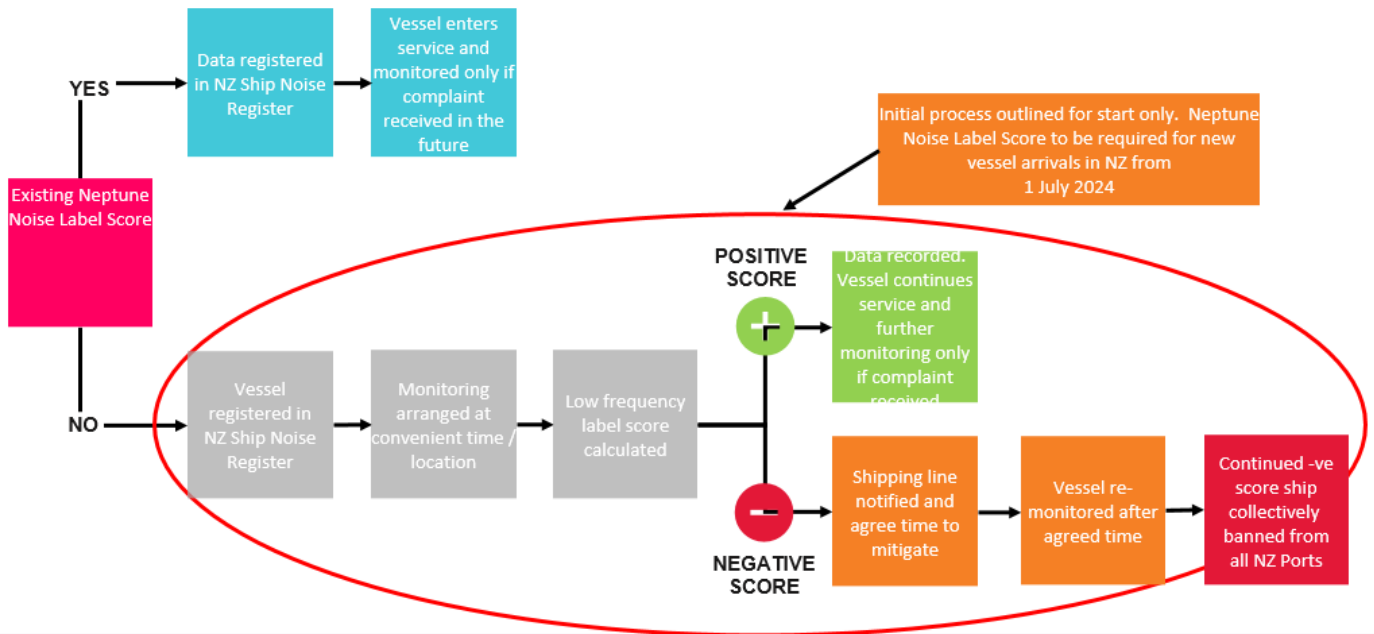 Existing Neptune
Noise Label Score
YES
Data registered
in NZ Ship Noise
Register
Vessel enters
service and
monitored only if
complaint
received in the
future
Initial process outlined for start only. Neptune
Noise Label Score to be required for new
vessel arrivals in NZ from
1 July 2024
NO
Vessel
registered in
NZ Ship Noise
Register
Monitoring
arranged at
convenient time /
location
Low frequency
label score
calculated
POSITIVE
SCORE
+
Data recorded.
Vessel continues
service and
further
monitoring only
if complaint
received
−
NEGATIVE
SCORE
Shipping line
notified and
agree time to
mitigate
Vessel re-
monitored after
agreed time
Continued -ve
score ship
collectively
banned from
all NZ Ports